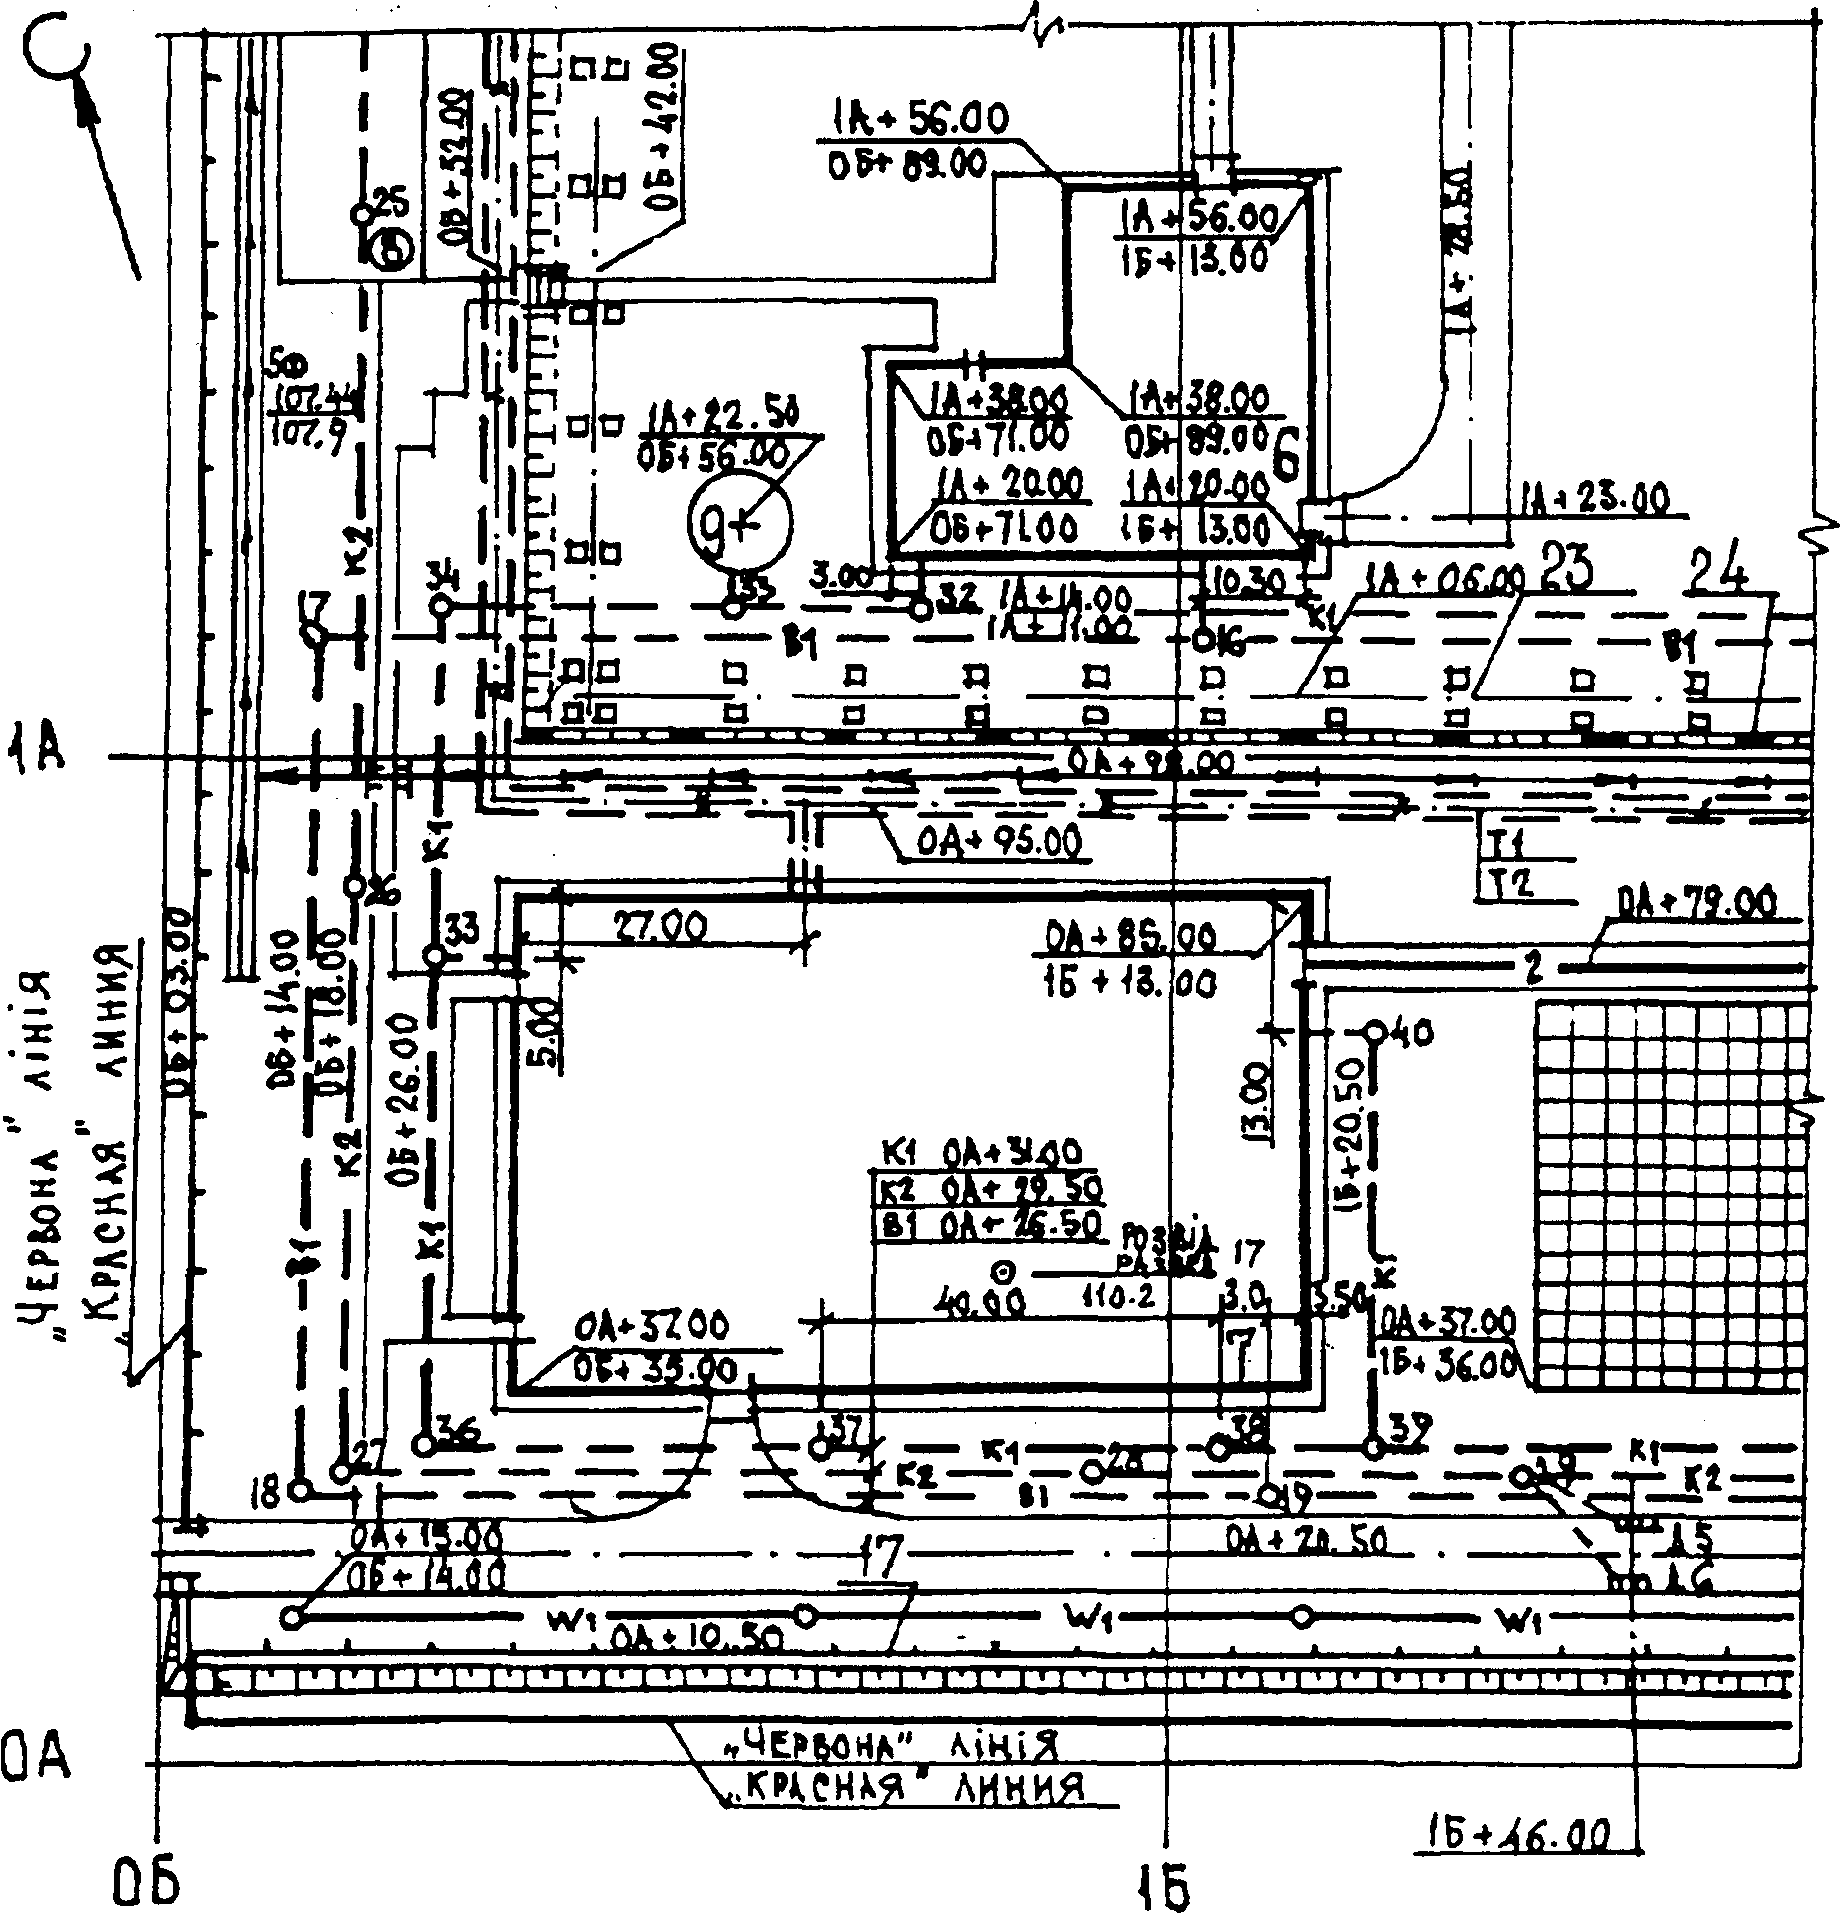 С
0Б+52.00
0Б+42.00
1А+56.00
0Б+89.00
25
1А+56.00
1Б+13.00
1А+28.50
5
107.44
107.9
1А+22.50
0Б+56.00
9
1А+38.00
0Б+71.00
1А+38.00
0Б+89.00
6
1А+20.00
0Б+71.00
1А+20.00
1Б+13.00
1А+23.00
К2
34
17
3.00
32
1А+14.00
1А+11.00
10.30
К1
1А+06.00
23
24
В1
16
В1
1А
0А+98.00
К1
0А+95.00
Т1
Т2
26
33
27.00
0А+85.00
1Б+13.00
0А+79.00
2
0Б+03.00
0Б+14.00
0Б+18.00
0Б+26.00
5.00
13.00
40
1Б+20.50
„ЧЕРВОНА" ЛІНІЯ
„КРАСНАЯ" ЛИНИЯ
К2
К1
В1
К1 0А+31.00
К2 0А+29.50
В1 0А+26.50
РОЗВІД
РАЗВЕД
17
110.2
40.00
3.0
3.50
К1
7
0А+37.00
0Б+35.00
0А+37.00
1Б+36.00
36
37
К1
38
39
К1
27
К2
28
К2
18
В1
19
0А+15.00
0Б+14.00
17
0А+20.50
Д5
Д6
W1
W1
W1
0А+10.50
0А
„ЧЕРВОНА" ЛІНІЯ
„КРАСНАЯ" ЛИНИЯ
1Б+46.00
0Б
1Б